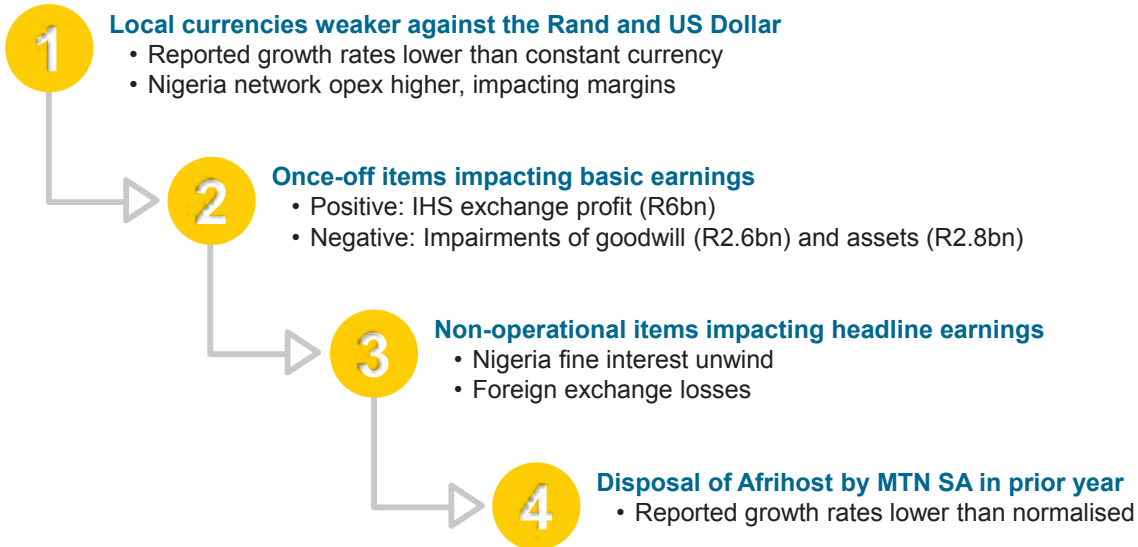 1
Local currencies weaker against the Rand and US Dollar
• Reported growth rates lower than constant currency
• Nigeria network opex higher, impacting margins
2
Once-off items impacting basic earnings
• Positive: IHS exchange profit (R6bn)
• Negative: Impairments of goodwill (R2.6bn) and assets (R2.8bn)
3
Non-operational items impacting headline earnings
• Nigeria fine interest unwind
• Foreign exchange losses
4
Disposal of Afrihost by MTN SA in prior year
• Reported growth rates lower than normalised